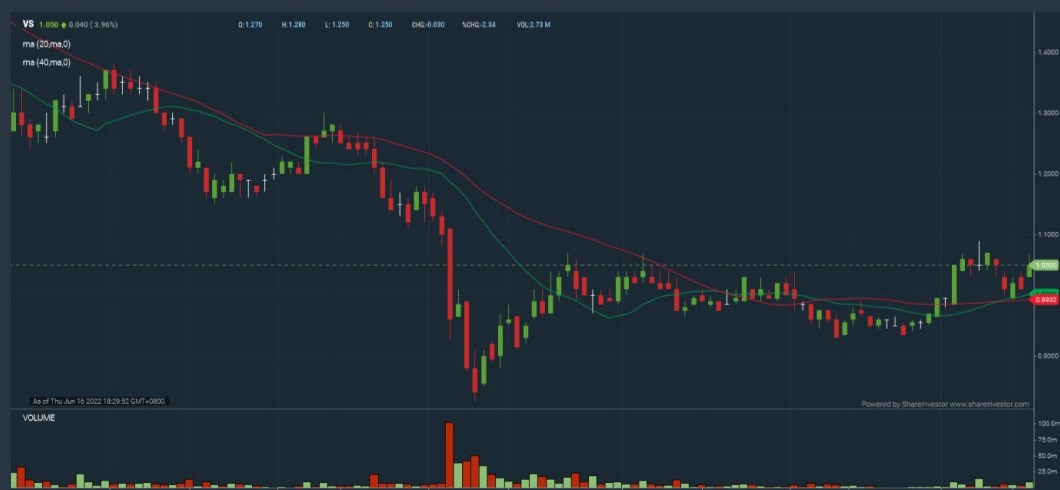 VS 1.050 0.040 ( 3.96%) O: 1.270 H: 1.280 L: 1.250 C: 1.250 CHG:-0.030 %CHG:-2.34 VOL:2.73 M
ma (20,ma,0)
ma (40,ma,0)
1.4000
1.3000
1.2000
1.1000
1.0500
0.9932
0.9000
As of Thu Jun 16 2022 18:29:52 GMT+0800.
Powered by ShareInvestor www.shareinvestor.com
VOLUME
100.0m
75.0m
50.0m
25.0m